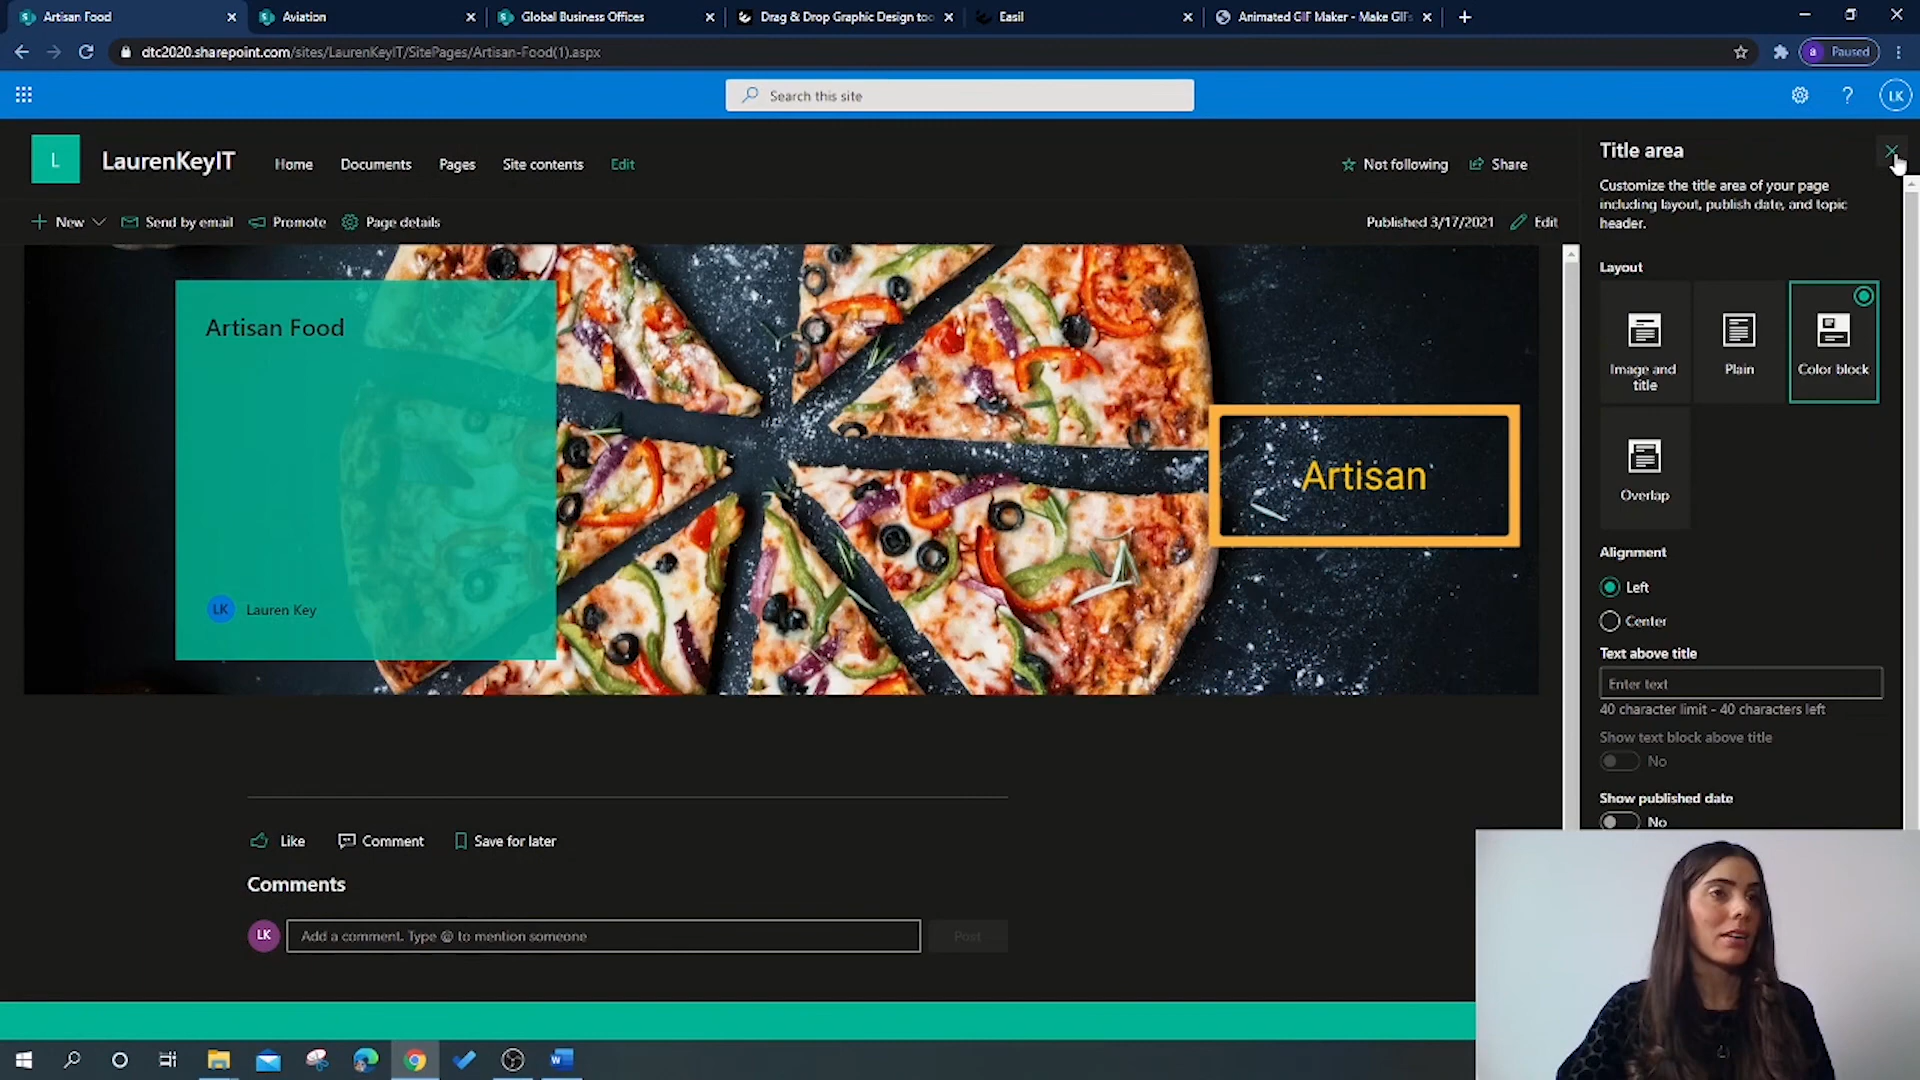 Artisan Food
Aviation
Global Business Offices
Drag & Drop Graphic Design too
Easil
Animated GIF Maker - Make GIFs
dtc2020.sharepoint.com/sites/LaurenKeyIT/SitePages/Artisan-Food(1).aspx
a Paused
Search this site
? LK
L LaurenKeyIT Home Documents Pages Site contents Edit
Not following Share
New Send by email Promote Page details
Published 3/17/2021 Edit
Artisan Food
LK Lauren Key
Artisan
Like Comment Save for later
Comments
LK Add a comment. Type @ to mention someone Post
Title area
Customize the title area of your page
including layout, publish date, and topic
header.
Layout
Image and
title
Plain
Color block
Overlap
Alignment
Left
Center
Text above title
Enter text
40 character limit - 40 characters left
Show text block above title
No
Show published date
No